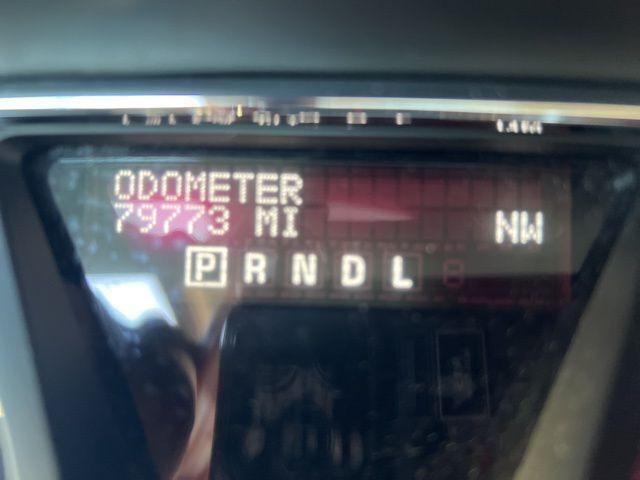 ODOMETER
79773 MI
NW
P R N D L